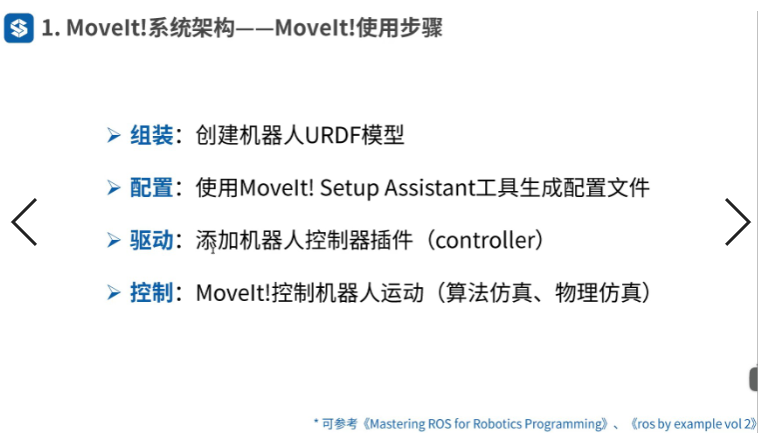 1. MoveIt!系统架构——MoveIt!使用步骤
组装：创建机器人URDF模型
配置：使用MoveIt! Setup Assistant工具生成配置文件
驱动：添加机器人控制器插件（controller）
控制：MoveIt!控制机器人运动（算法仿真、物理仿真）
* 可参考《Mastering ROS for Robotics Programming》、《ros by example vol 2》